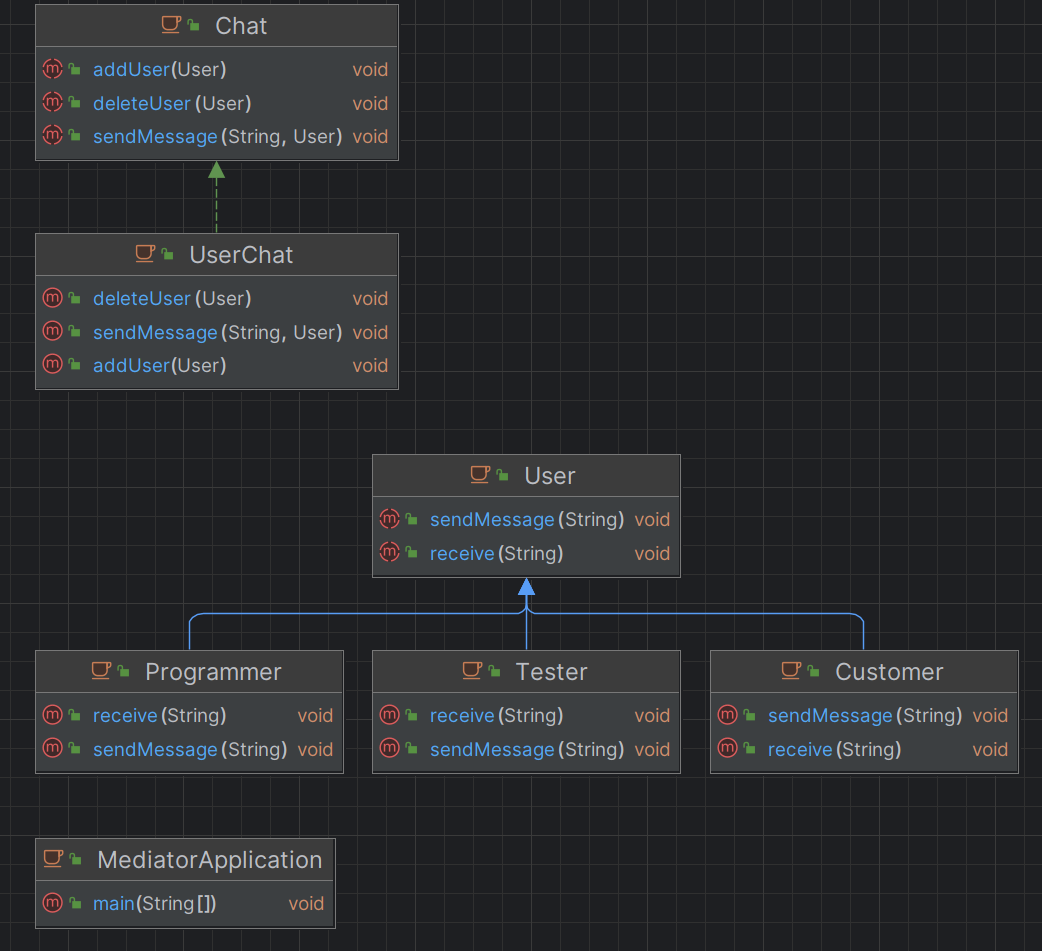 Chat
addUser(User) void
deleteUser(User) void
sendMessage(String, User) void
UserChat
deleteUser(User) void
sendMessage(String, User) void
addUser(User) void
User
sendMessage(String) void
receive(String) void
Programmer
receive(String) void
sendMessage(String) void
Tester
receive(String) void
sendMessage(String) void
Customer
sendMessage(String) void
receive(String) void
MediatorApplication
main(String[]) void